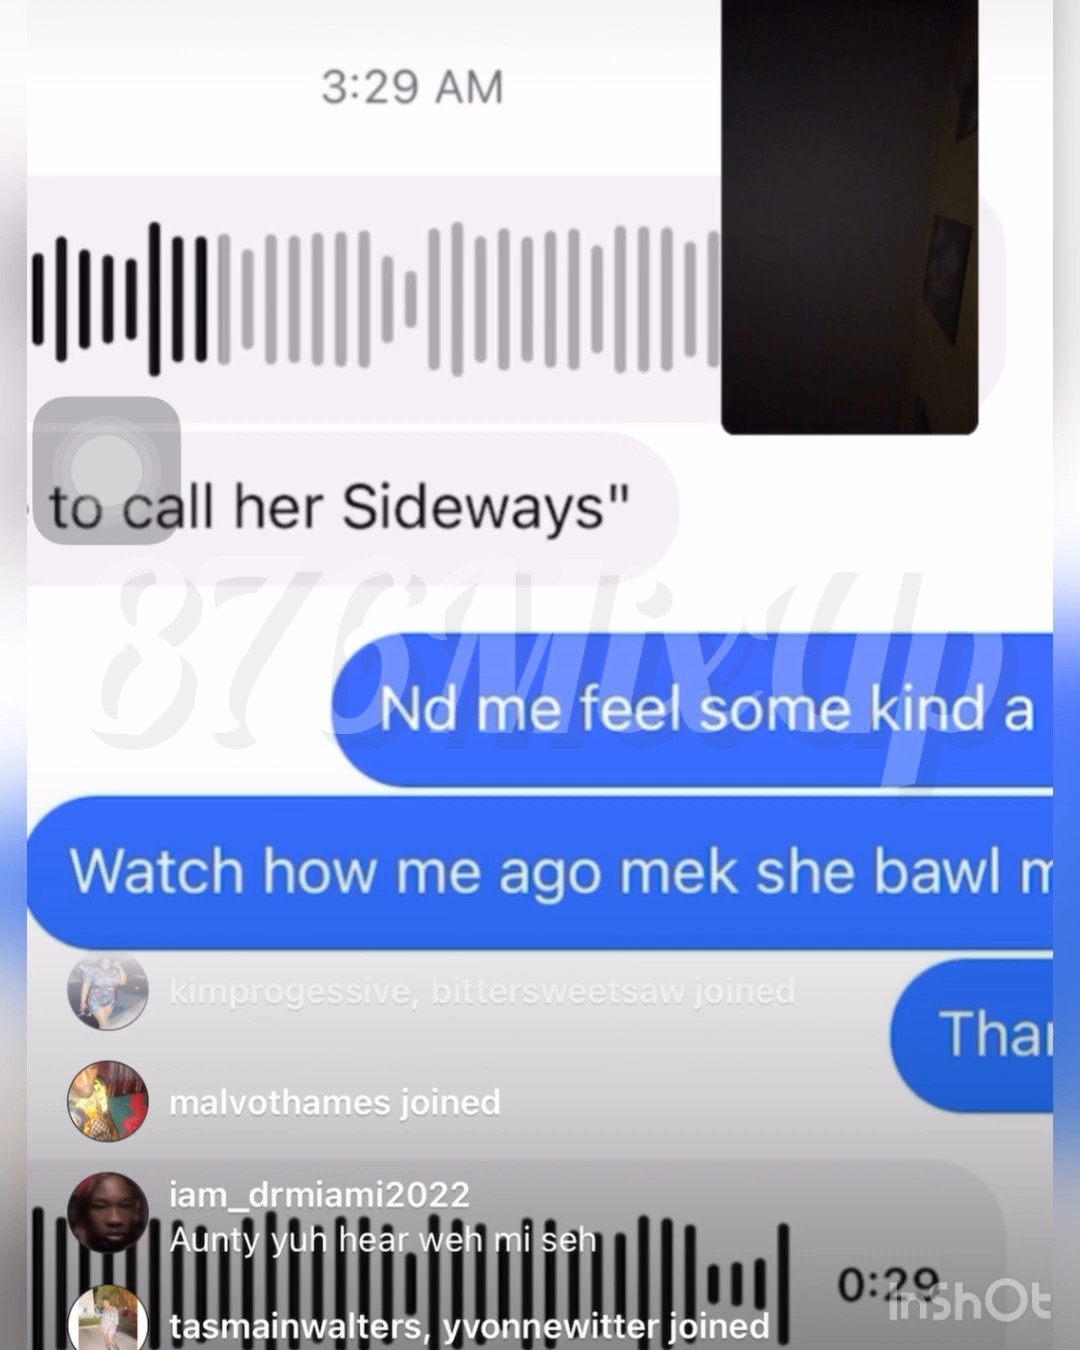 3:29 AM
to call her Sideways"
876MixUp
Nd me feel some kind a
Watch how me ago mek she bawl
kimprogessive, bittersweetsaw joined
malvothames joined
iam_drmiami2022
Aunty yuh hear weh mi seh
0:29
InShOt
tasmainwalters, yvonnewitter joined